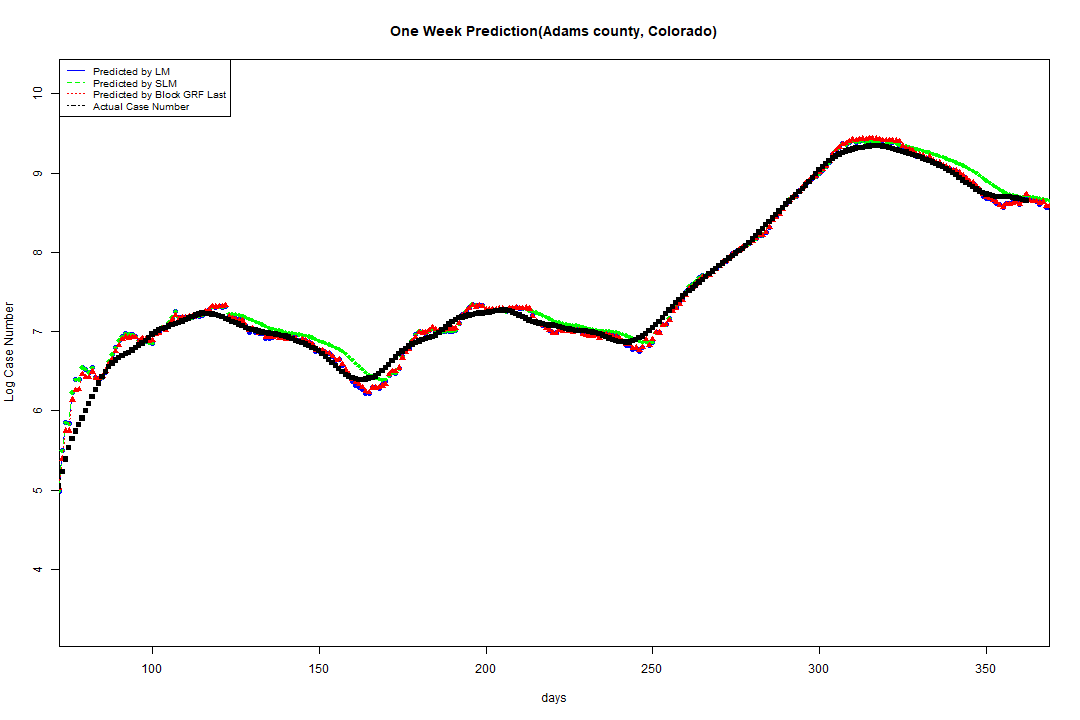 One Week Prediction(Adams county, Colorado)
Predicted by LM
Predicted by SLM
Predicted by Block GRF Last
Actual Case Number
10
9
8
7
6
5
4
Log Case Number
100 150 200 250 300 350
days